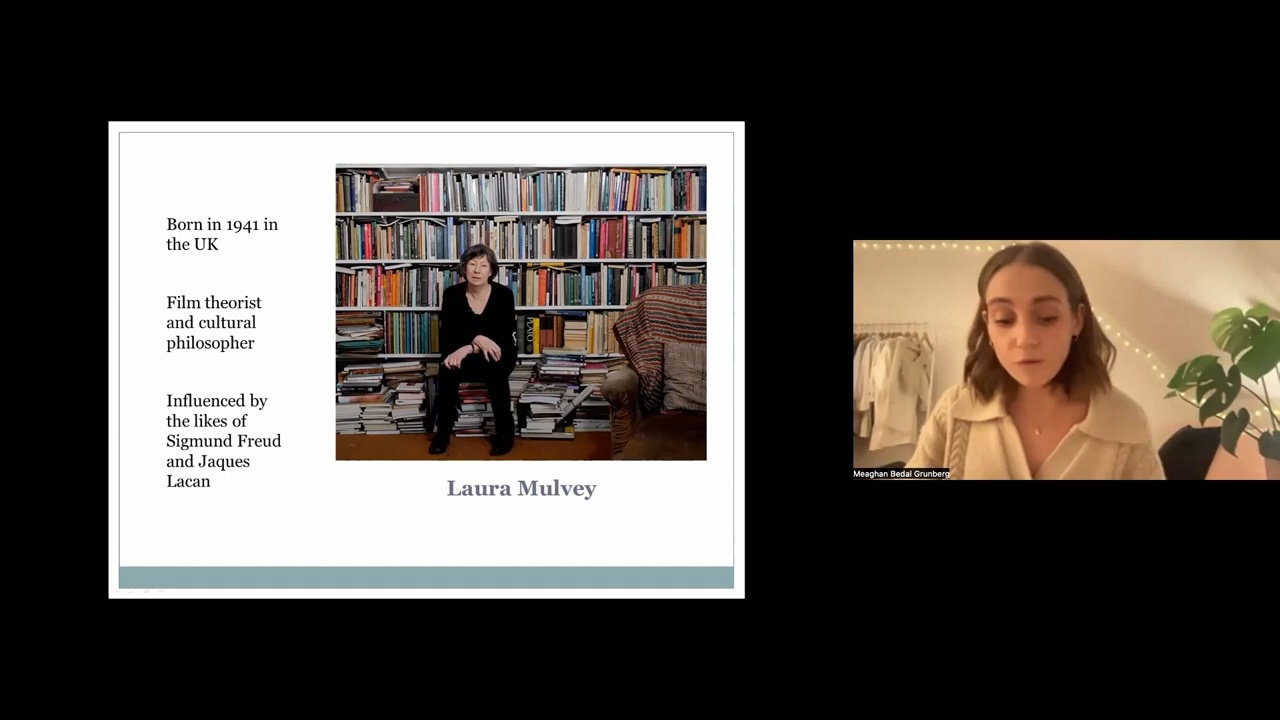 Born in 1941 in
the UK
Film theorist
and cultural
philosopher
Influenced by
the likes of
Sigmund Freud
and Jaques
Lacan
Laura Mulvey
Meaghan Bedal Grunberg